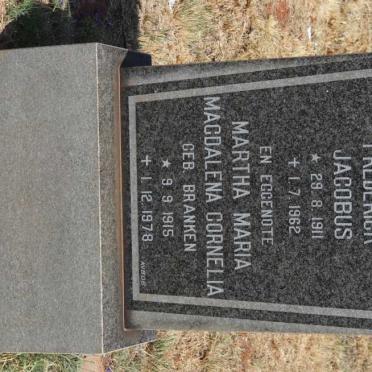 FREDERICK
JACOBUS
* 29. 8. 1911
+ 1. 7. 1962
EN EGGENOTE
MARTHA MARIA
MAGDALENA CORNELIA
GEB. BRANKEN
* 9. 9. 1915
+ 1. 12. 1978